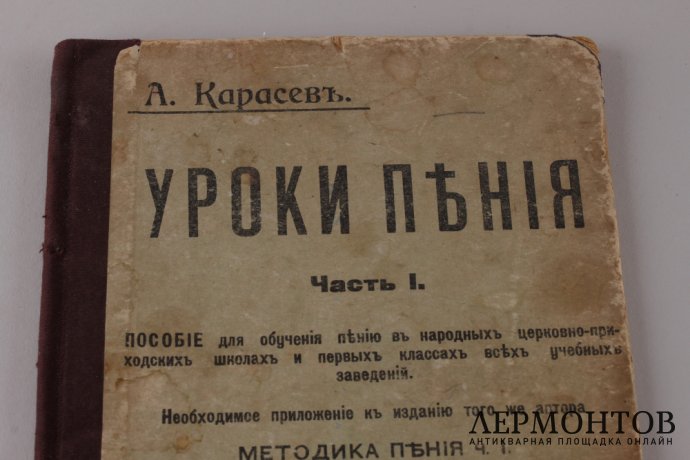 А. Карасевъ.
УРОКИ ПѢНІЯ
Часть I.
ПОСОБІЕ для обученія пѣнію въ народныхъ церковно-при-
ходскихъ школахъ и первыхъ классахъ всѣхъ учебныхъ
заведеній.
Необходимое приложеніе къ изданію того же автора
МЕТОДИКА ПѢНІЯ Ч. I.
ЛЕРМОНТОВ
АНТИКВАРНАЯ ПЛОЩАДКА ОНЛАЙН